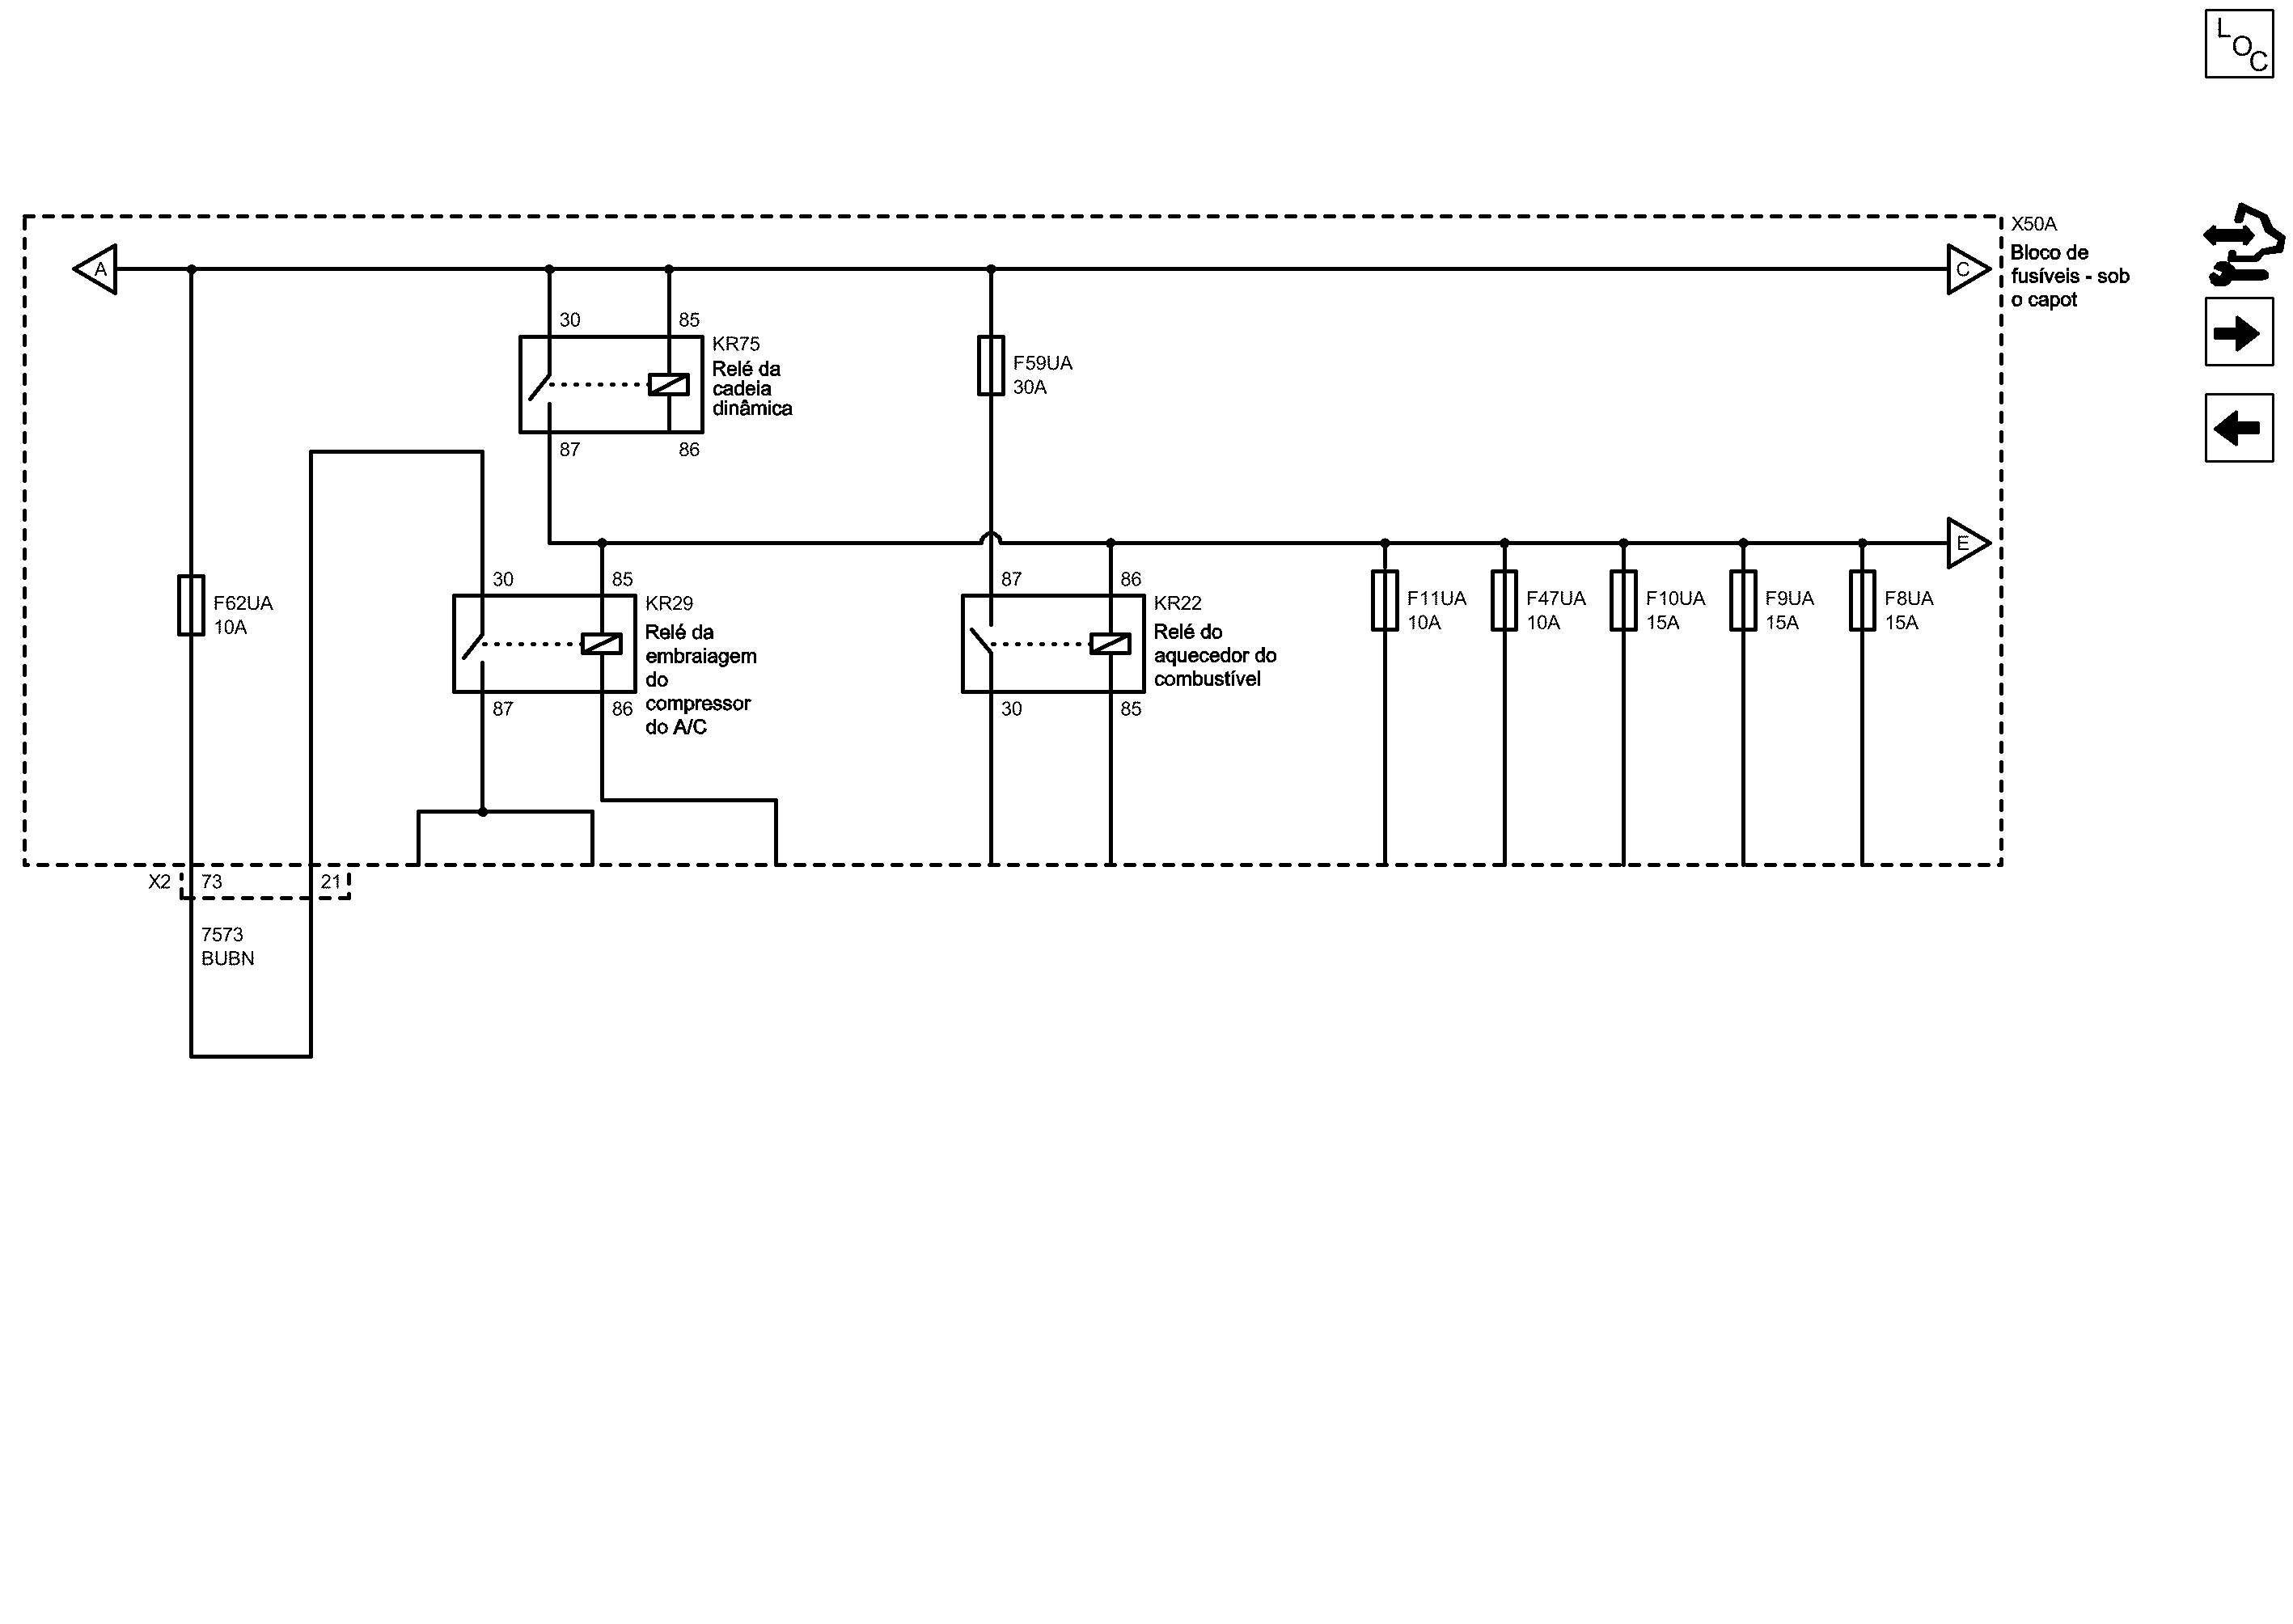 LOC
X50A
Bloco de
fusíveis - sob
o capot
A
C
30
85
KR75
Relé da
cadeia
dinâmica
87
86
F59UA
30A
E
F62UA
10A
30
85
KR29
Relé da
embraiagem
do
compressor
do A/C
87
86
87
86
KR22
Relé do
aquecedor do
combustível
30
85
F11UA
10A
F47UA
10A
F10UA
15A
F9UA
15A
F8UA
15A
X2
73
21
7573
BUBN